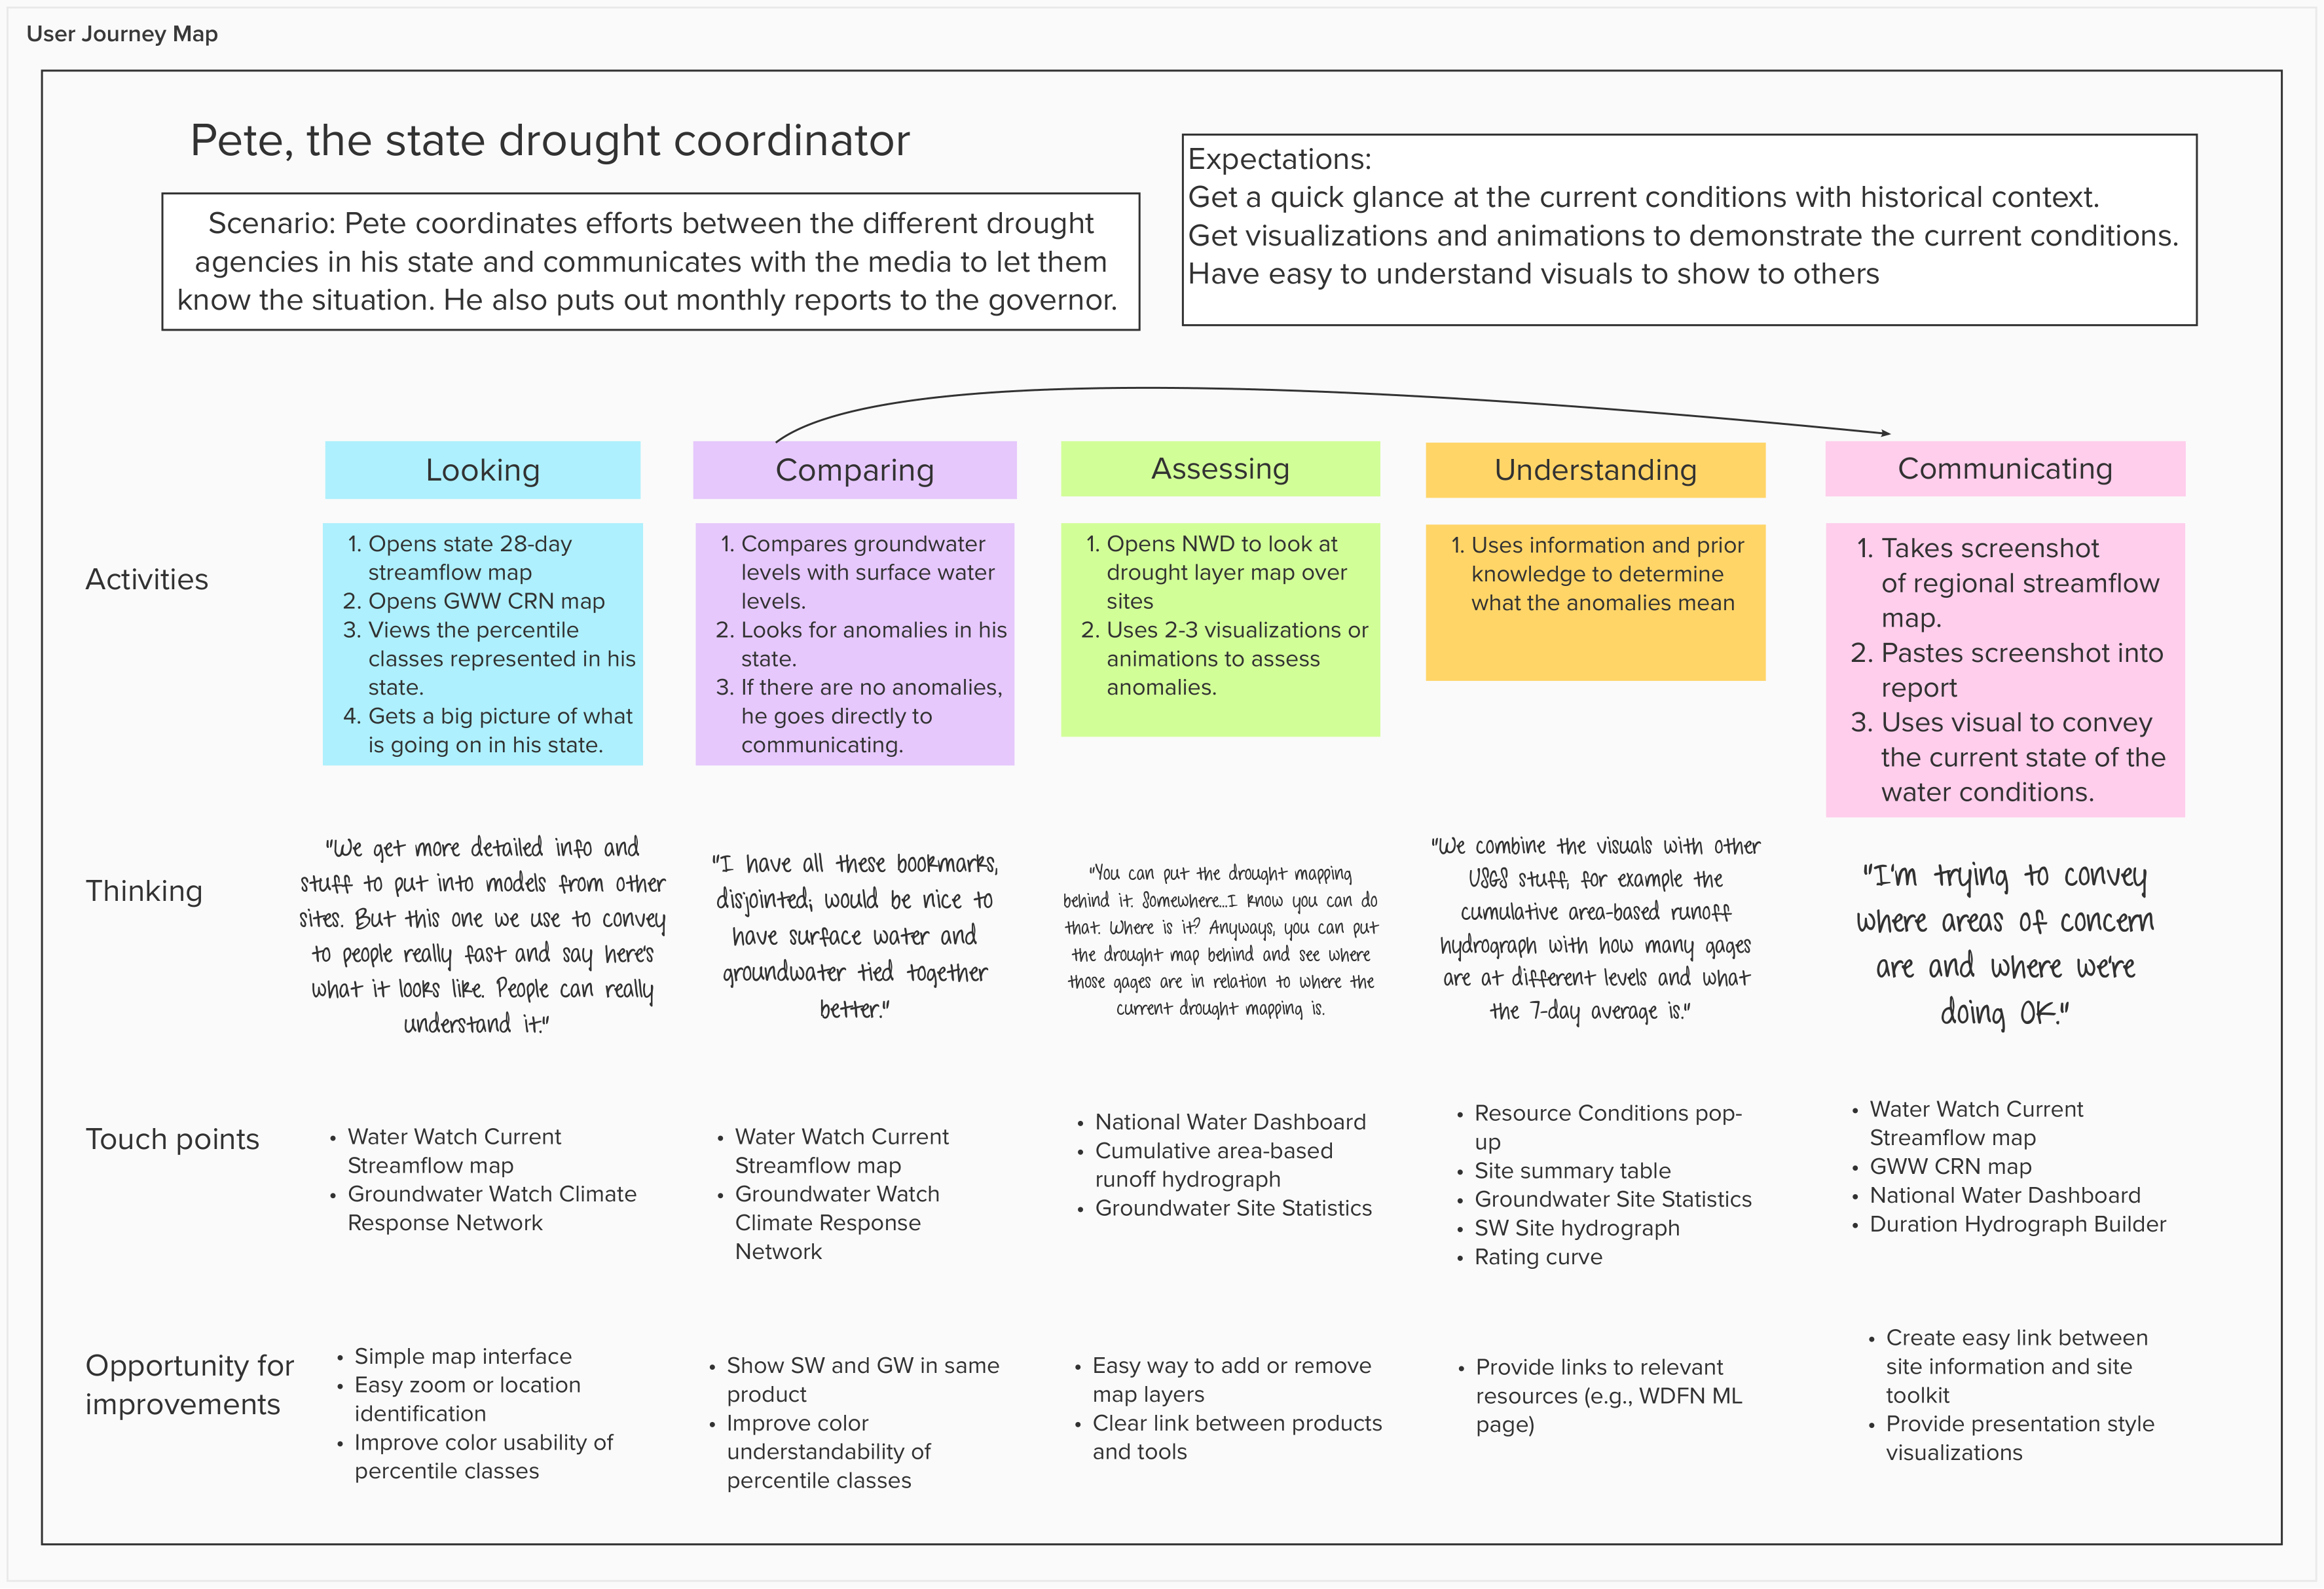 User Journey Map
Pete, the state drought coordinator
Scenario: Pete coordinates efforts between the different drought
agencies in his state and communicates with the media to let them
know the situation. He also puts out monthly reports to the governor.
Expectations:
Get a quick glance at the current conditions with historical context.
Get visualizations and animations to demonstrate the current conditions.
Have easy to understand visuals to show to others
Looking
Comparing
Assessing
Understanding
Communicating
Activities
1. Opens state 28-day
streamflow map
2. Opens GWW CRN map
3. Views the percentile
classes represented in his
state.
4. Gets a big picture of what
is going on in his state.
1. Compares groundwater
levels with surface water
levels.
2. Looks for anomalies in his
state.
3. If there are no anomalies,
he goes directly to
communicating.
1. Opens NWD to look at
drought layer map over
sites
2. Uses 2-3 visualizations or
animations to assess
anomalies.
1. Uses information and prior
knowledge to determine
what the anomalies mean
1. Takes screenshot
of regional streamflow
map.
2. Pastes screenshot into
report
3. Uses visual to convey
the current state of the
water conditions.
Thinking
"We get more detailed info and
stuff to put into models from other
sites. But this one we use to convey
to people really fast and say here's
what it looks like. People can really
understand it."
"I have all these bookmarks,
disjointed; would be nice to
have surface water and
groundwater tied together
better."
"You can put the drought mapping
behind it. Somewhere...I know you can do
that. Where is it? Anyways, you can put
the drought map behind and see where
those gages are in relation to where the
current drought mapping is.
"We combine the visuals with other
USGS stuff, for example the
cumulative area-based runoff
hydrograph with how many gages
are at different levels and what
the 7-day average is."
"I'm trying to convey
where areas of concern
are and where we're
doing OK."
Touch points
• Water Watch Current
Streamflow map
• Groundwater Watch Climate
Response Network
• Water Watch Current
Streamflow map
• Groundwater Watch
Climate Response
Network
• National Water Dashboard
• Cumulative area-based
runoff hydrograph
• Groundwater Site Statistics
• Resource Conditions pop-
up
• Site summary table
• Groundwater Site Statistics
• SW Site hydrograph
• Rating curve
• Water Watch Current
Streamflow map
• GWW CRN map
• National Water Dashboard
• Duration Hydrograph Builder
Opportunity for
improvements
• Simple map interface
• Easy zoom or location
identification
• Improve color usability of
percentile classes
• Show SW and GW in same
product
• Improve color
understandability of
percentile classes
• Easy way to add or remove
map layers
• Clear link between products
and tools
• Provide links to relevant
resources (e.g., WDFN ML
page)
• Create easy link between
site information and site
toolkit
• Provide presentation style
visualizations